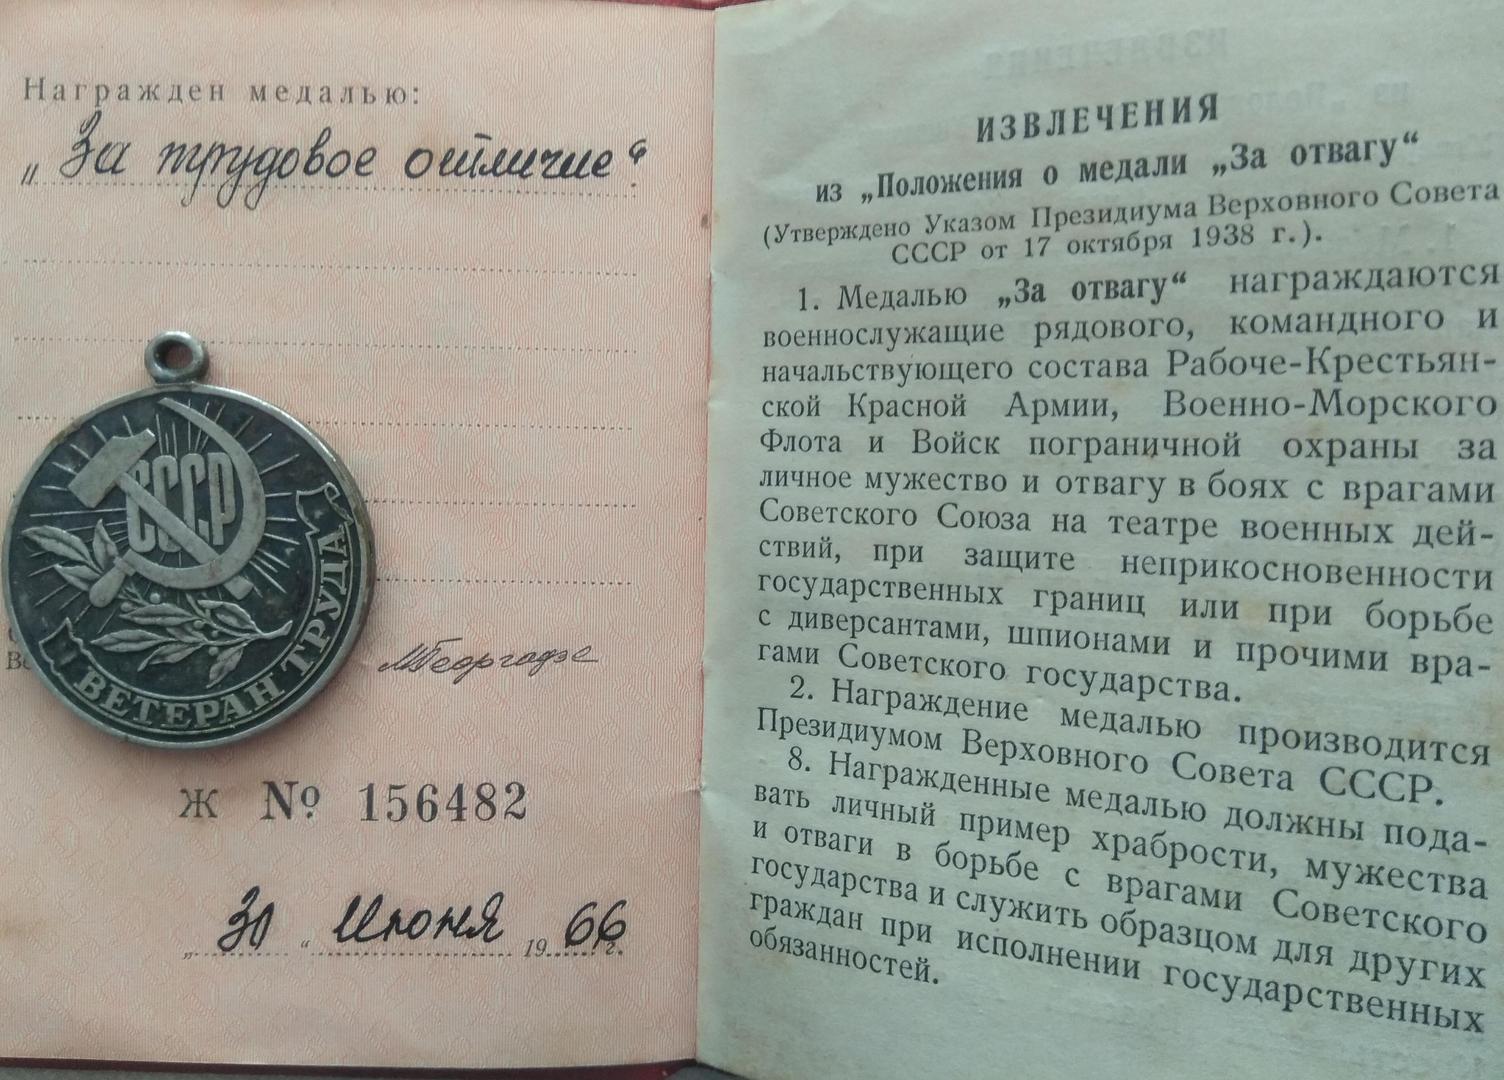 Награжден медалью:
„За трудовое отличие“
СССР
ВЕТЕРАН ТРУДА
МГеоргадзе
Ж № 156482
„30“ Июня 1966 г.
ИЗВЛЕЧЕНИЯ
из „Положения о медали „За отвагу“
(Утверждено Указом Президиума Верховного Совета
СССР от 17 октября 1938 г.).
1. Медалью „За отвагу“ награждаются
военнослужащие рядового, командного и
начальствующего состава Рабоче-Крестьян-
ской Красной Армии, Военно-Морского
Флота и Войск пограничной охраны за
личное мужество и отвагу в боях с врагами
Советского Союза на театре военных дей-
ствий, при защите неприкосновенности
государственных границ или при борьбе
с диверсантами, шпионами и прочими вра-
гами Советского государства.
2. Награждение медалью производится
Президиумом Верховного Совета СССР.
8. Награжденные медалью должны пода-
вать личный пример храбрости, мужества
и отваги в борьбе с врагами Советского
государства и служить образцом для других
граждан при исполнении государственных
обязанностей.